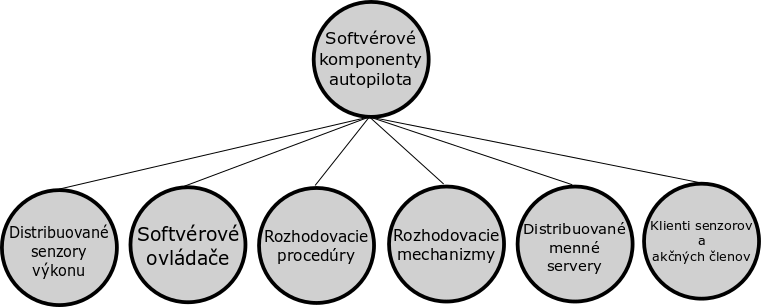 Softvérové
komponenty
autopilota
Distribuované
senzory
výkonu
Softvérové
ovládače
Rozhodovacie
procedúry
Rozhodovacie
mechanizmy
Distribuované
menné
servery
Klienti senzorov
a
akčných členov